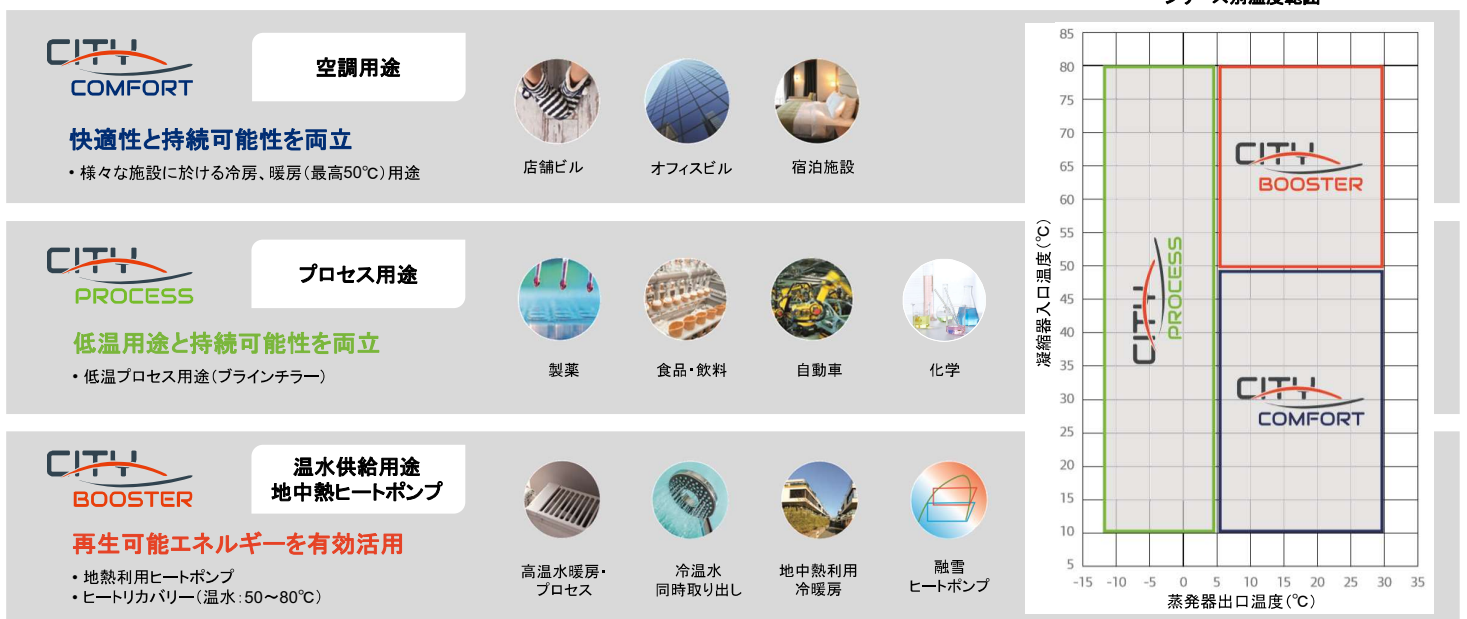 シリーズ別温度範囲
CITY
COMFORT
空調用途
快適性と持続可能性を両立
・様々な施設に於ける冷房、暖房（最高50℃）用途
店舗ビル
オフィスビル
宿泊施設
CITY
PROCESS
プロセス用途
低温用途と持続可能性を両立
・低温プロセス用途（ブラインチラー）
製薬
食品・飲料
自動車
化学
CITY
BOOSTER
温水供給用途
地中熱ヒートポンプ
再生可能エネルギーを有効活用
・地熱利用ヒートポンプ
・ヒートリカバリー（温水：50～80℃）
高温水暖房・
プロセス
冷温水
同時取り出し
地中熱利用
冷暖房
融雪
ヒートポンプ
凝縮器入口温度（℃）
85
80
75
70
65
60
55
50
45
40
35
30
25
20
15
10
5
CITY
PROCESS
CITY
BOOSTER
CITY
COMFORT
-15 -10 -5 0 5 10 15 20 25 30 35
蒸発器出口温度（℃）